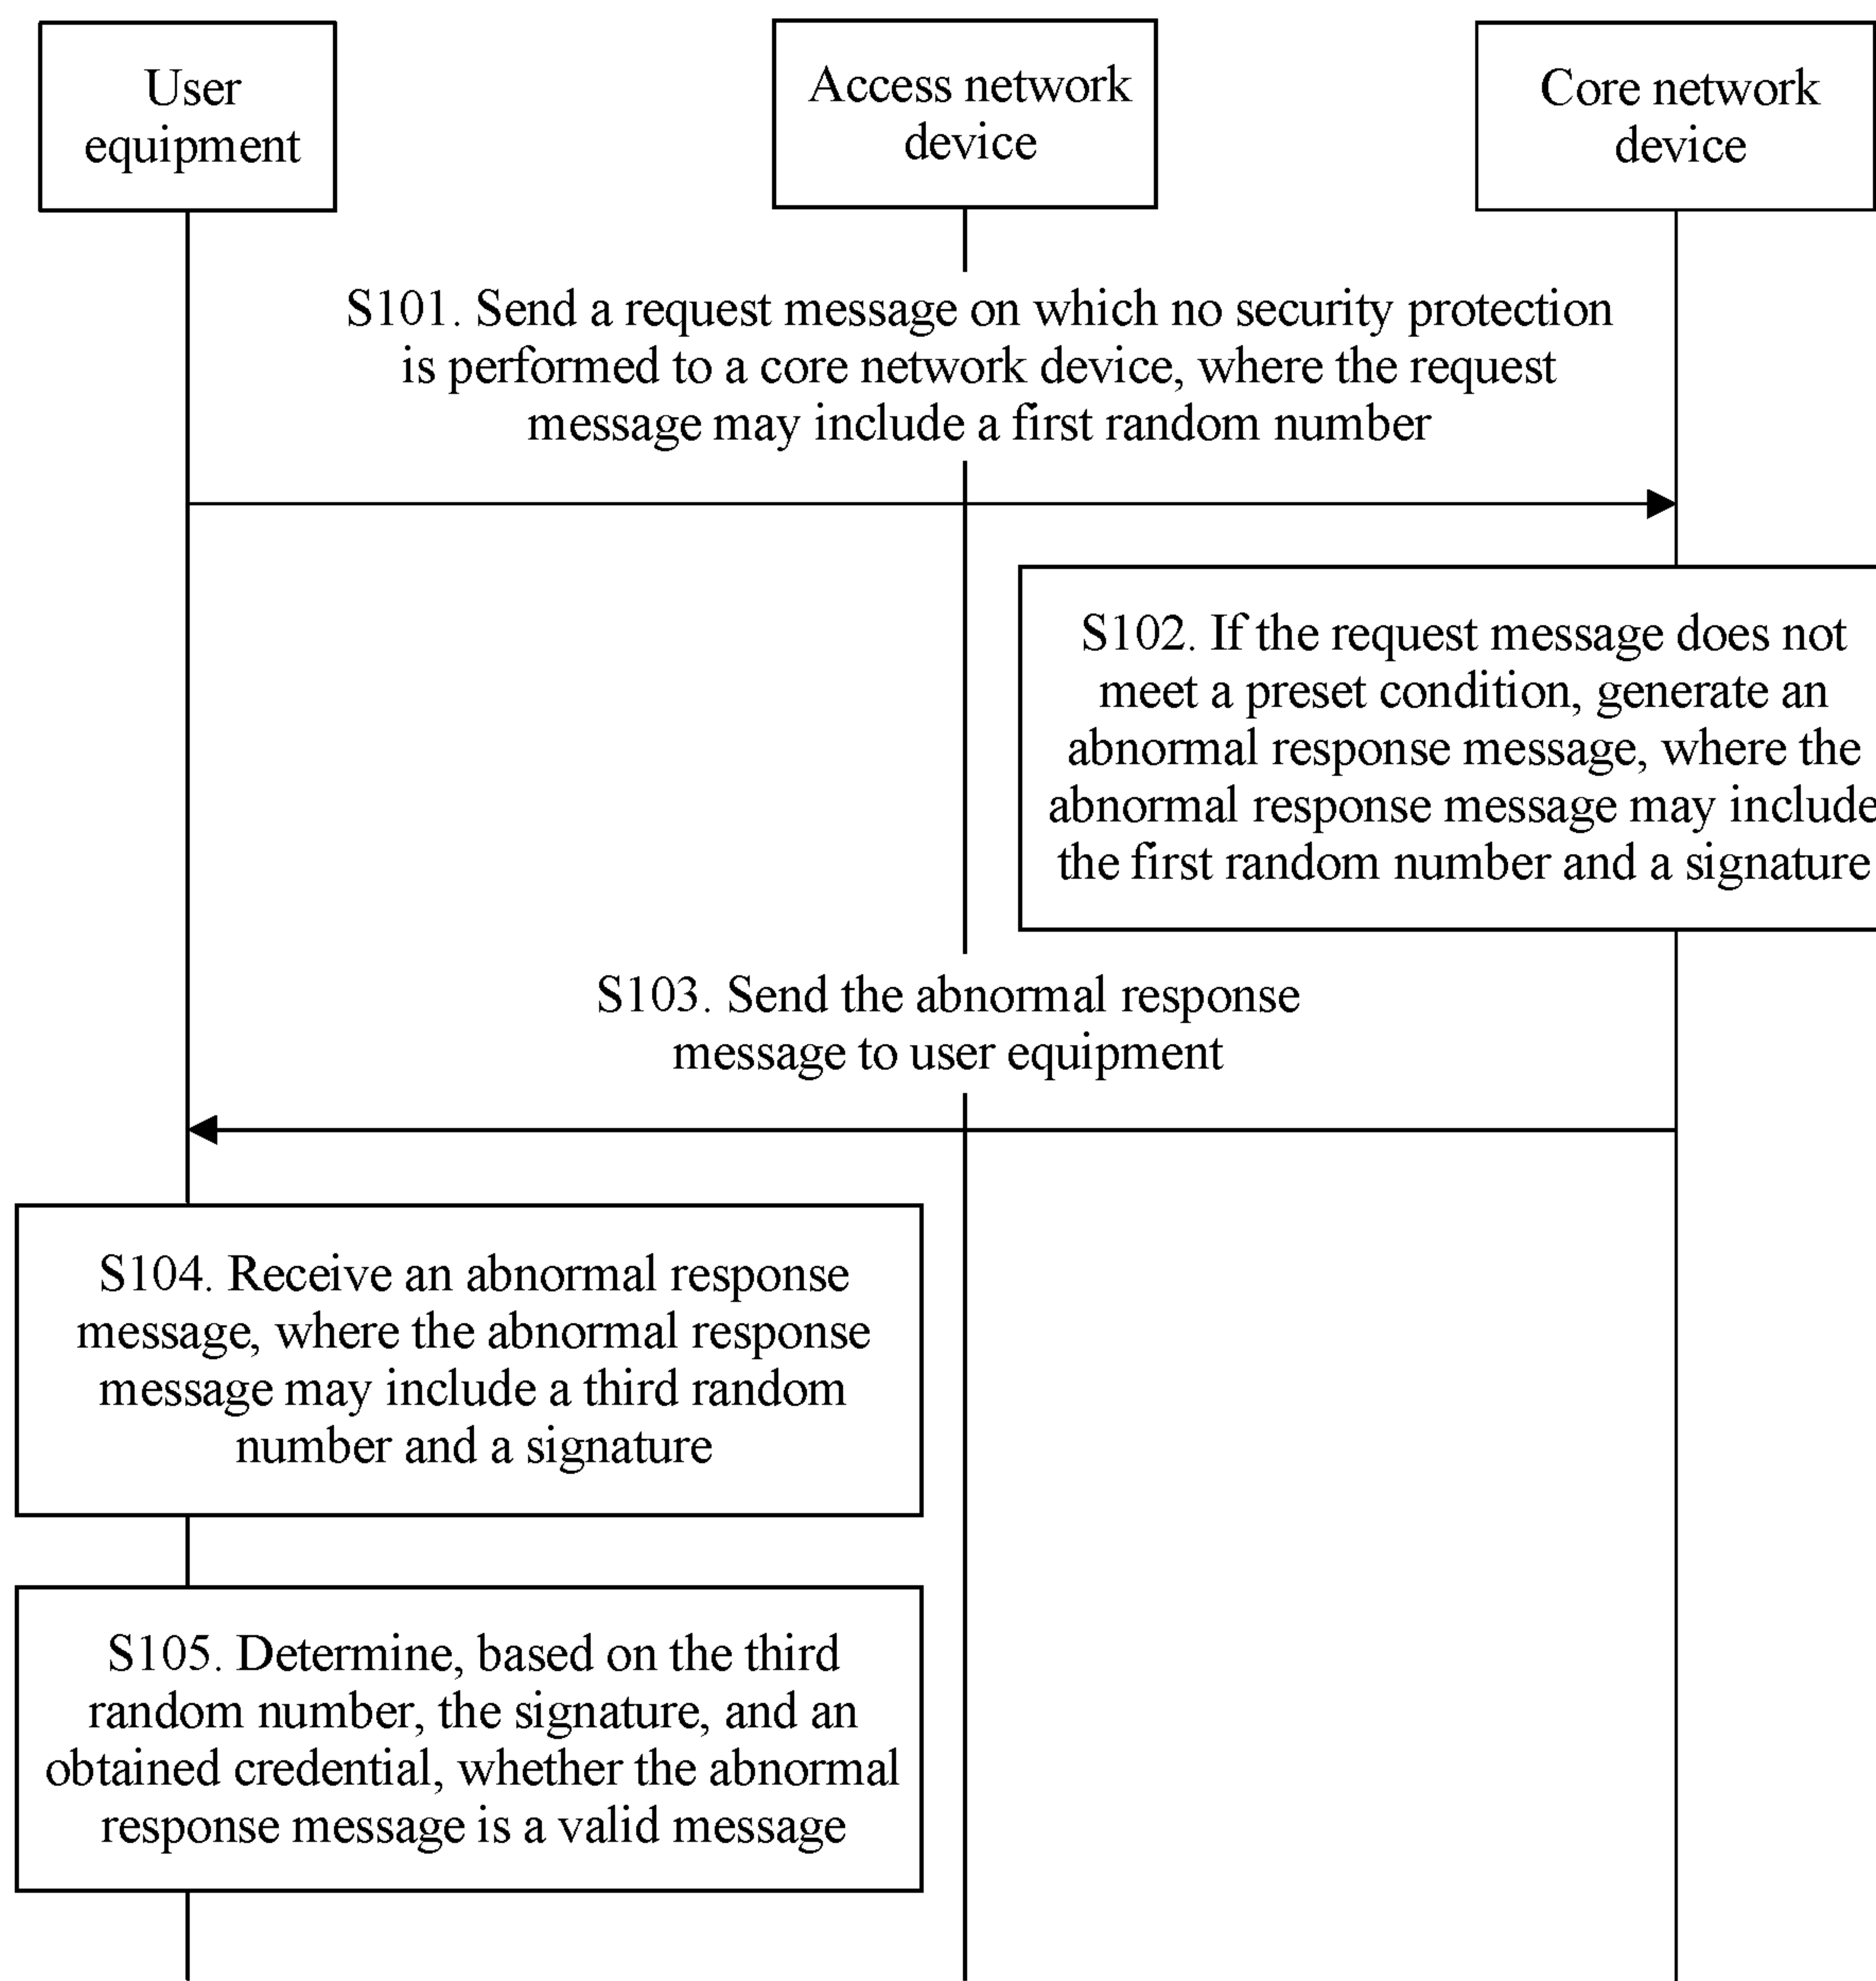 User
equipment
Access network
device
Core network
device
S101. Send a request message on which no security protection
is performed to a core network device, where the request
message may include a first random number
S102. If the request message does not
meet a preset condition, generate an
abnormal response message, where the
abnormal response message may include
the first random number and a signature
S103. Send the abnormal response
message to user equipment
S104. Receive an abnormal response
message, where the abnormal response
message may include a third random
number and a signature
S105. Determine, based on the third
random number, the signature, and an
obtained credential, whether the abnormal
response message is a valid message